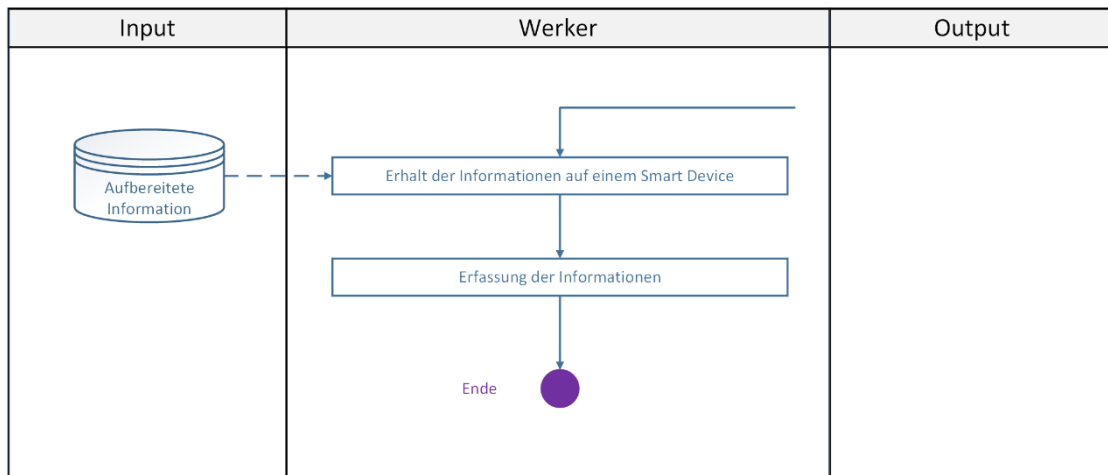 Input
Werker
Output
Aufbereitete
Information
Erhalt der Informationen auf einem Smart Device
Erfassung der Informationen
Ende